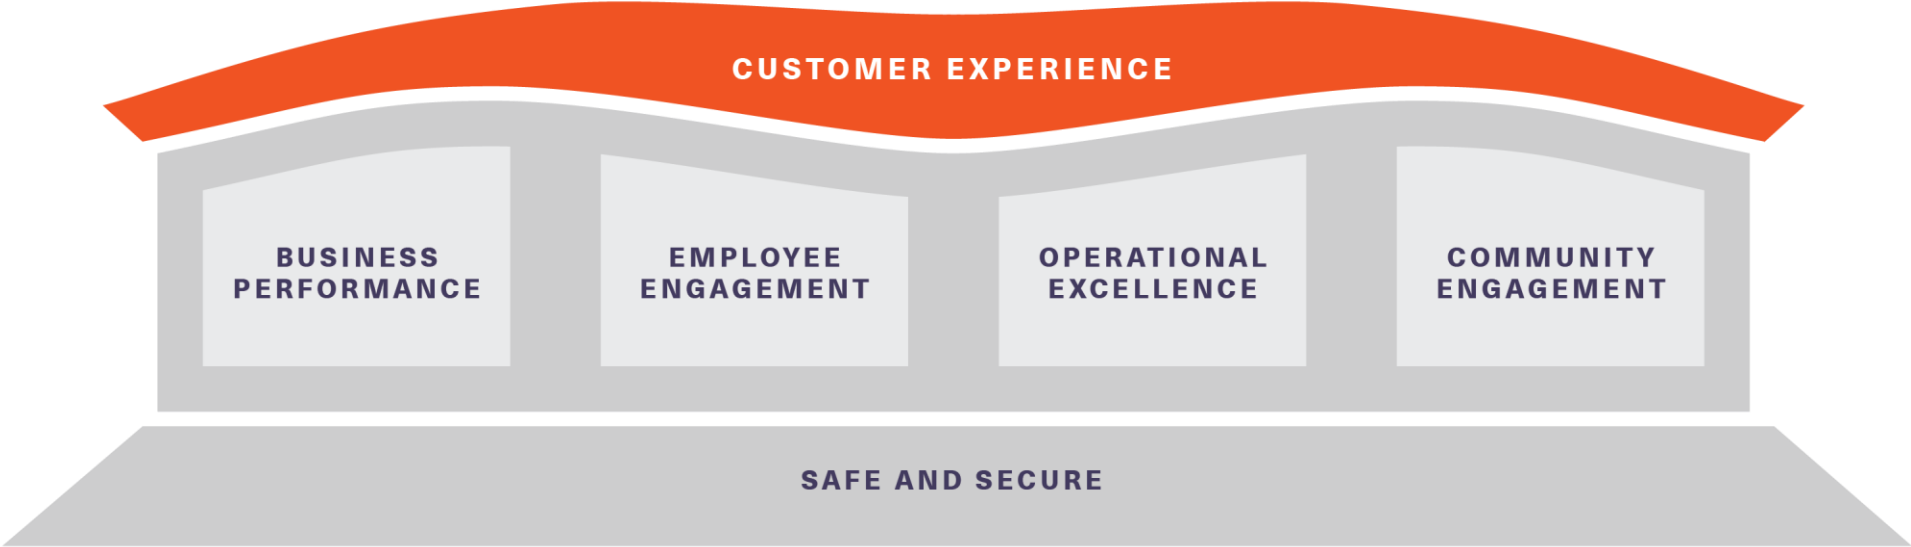 CUSTOMER EXPERIENCE
BUSINESS
PERFORMANCE
EMPLOYEE
ENGAGEMENT
OPERATIONAL
EXCELLENCE
COMMUNITY
ENGAGEMENT
SAFE AND SECURE